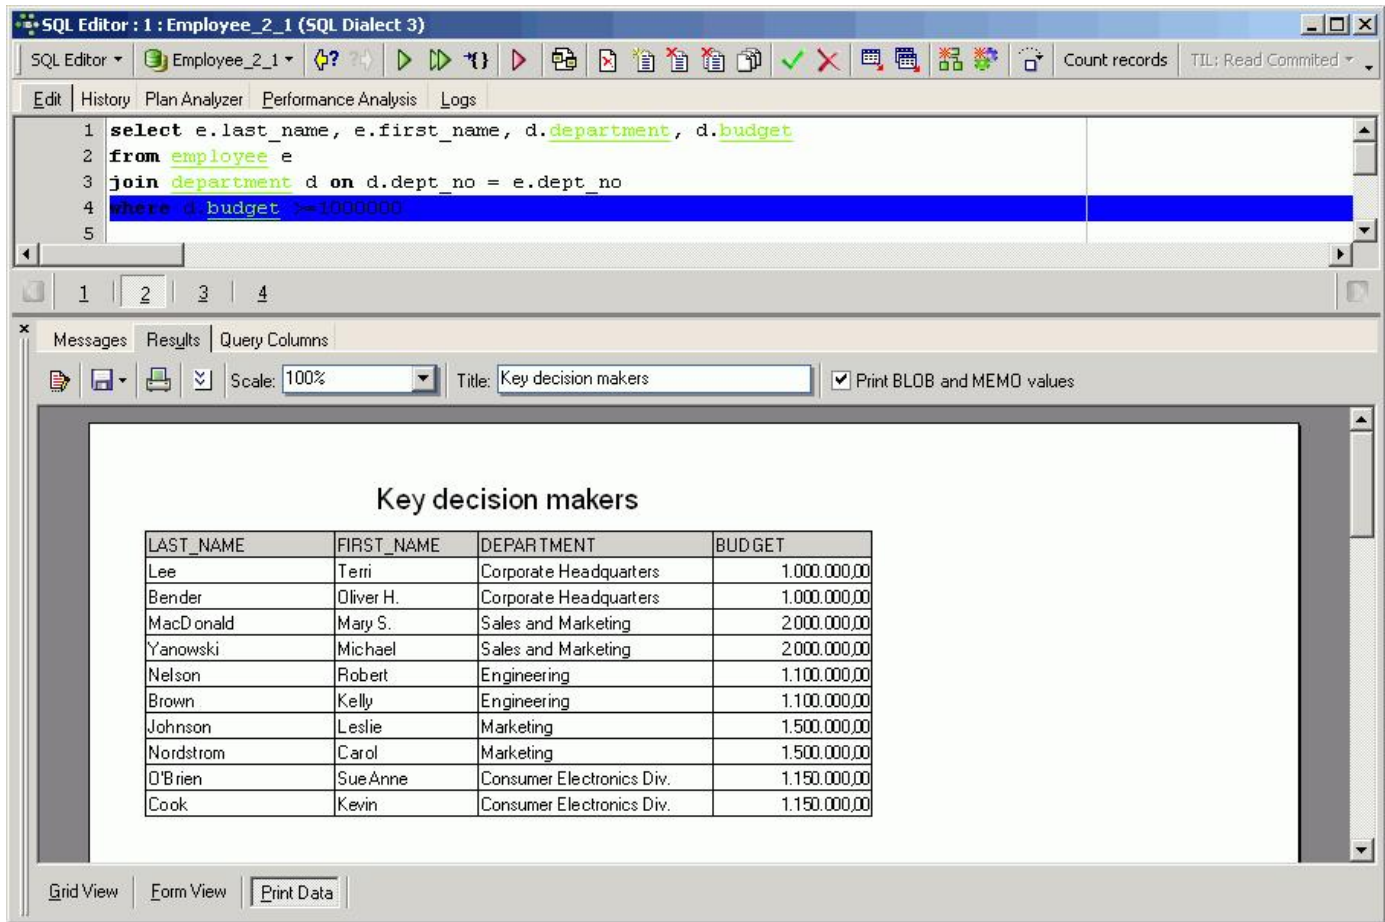 SQL Editor : 1 : Employee_2_1 (SQL Dialect 3)
SQL Editor Employee_2_1 Count records TIL: Read Commited
Edit History Plan Analyzer Performance Analysis Logs
1 select e.last_name, e.first_name, d.department, d.budget
2 from employee e
3 join department d on d.dept_no = e.dept_no
4 where d.budget >=1000000
5
1 2 3 4
Messages Results Query Columns
Scale: 100% Title: Key decision makers Print BLOB and MEMO values
Key decision makers
LAST_NAME FIRST_NAME DEPARTMENT BUDGET
Lee Terri Corporate Headquarters 1.000.000,00
Bender Oliver H. Corporate Headquarters 1.000.000,00
MacDonald Mary S. Sales and Marketing 2.000.000,00
Yanowski Michael Sales and Marketing 2.000.000,00
Nelson Robert Engineering 1.100.000,00
Brown Kelly Engineering 1.100.000,00
Johnson Leslie Marketing 1.500.000,00
Nordstrom Carol Marketing 1.500.000,00
O'Brien Sue Anne Consumer Electronics Div. 1.150.000,00
Cook Kevin Consumer Electronics Div. 1.150.000,00
Grid View Form View Print Data